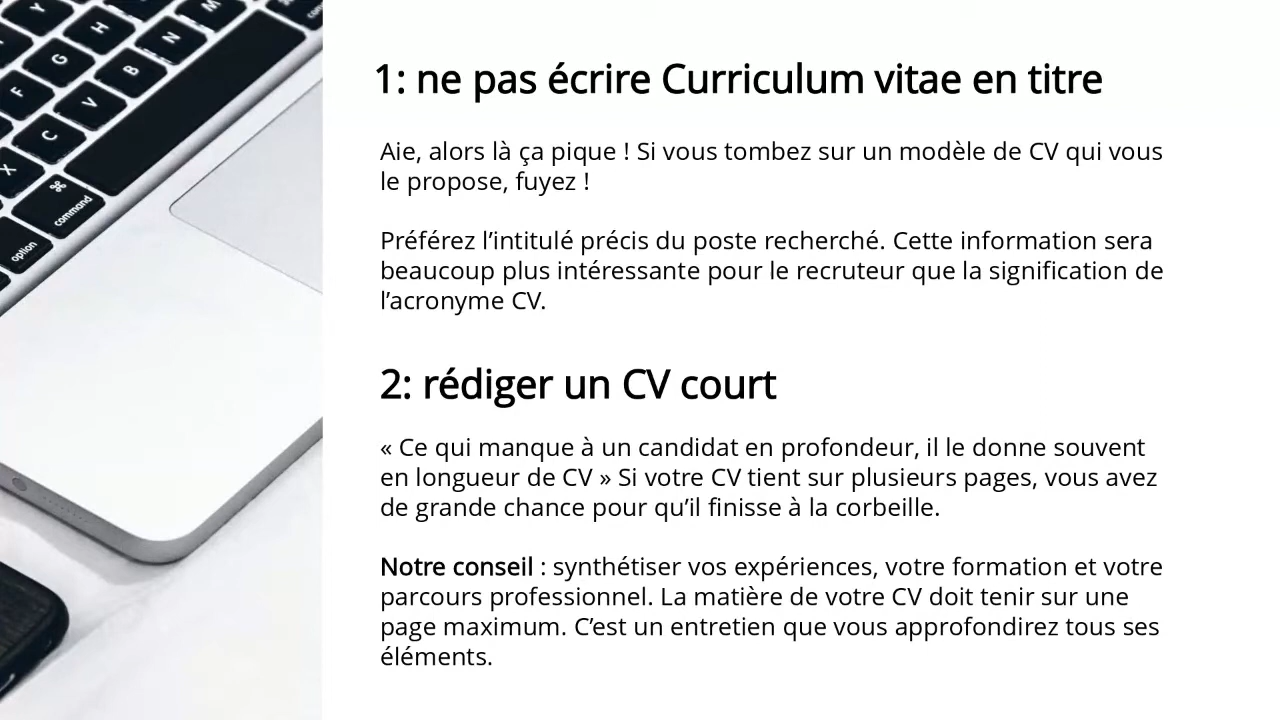 1: ne pas écrire Curriculum vitae en titre
Aie, alors là ça pique ! Si vous tombez sur un modèle de CV qui vous
le propose, fuyez !
Préférez l’intitulé précis du poste recherché. Cette information sera
beaucoup plus intéressante pour le recruteur que la signification de
l’acronyme CV.
2: rédiger un CV court
« Ce qui manque à un candidat en profondeur, il le donne souvent
en longueur de CV » Si votre CV tient sur plusieurs pages, vous avez
de grande chance pour qu’il finisse à la corbeille.
Notre conseil : synthétiser vos expériences, votre formation et votre
parcours professionnel. La matière de votre CV doit tenir sur une
page maximum. C’est un entretien que vous approfondirez tous ses
éléments.
Y
H
N
M
G
B
F
V
C
X
⌘
command
option